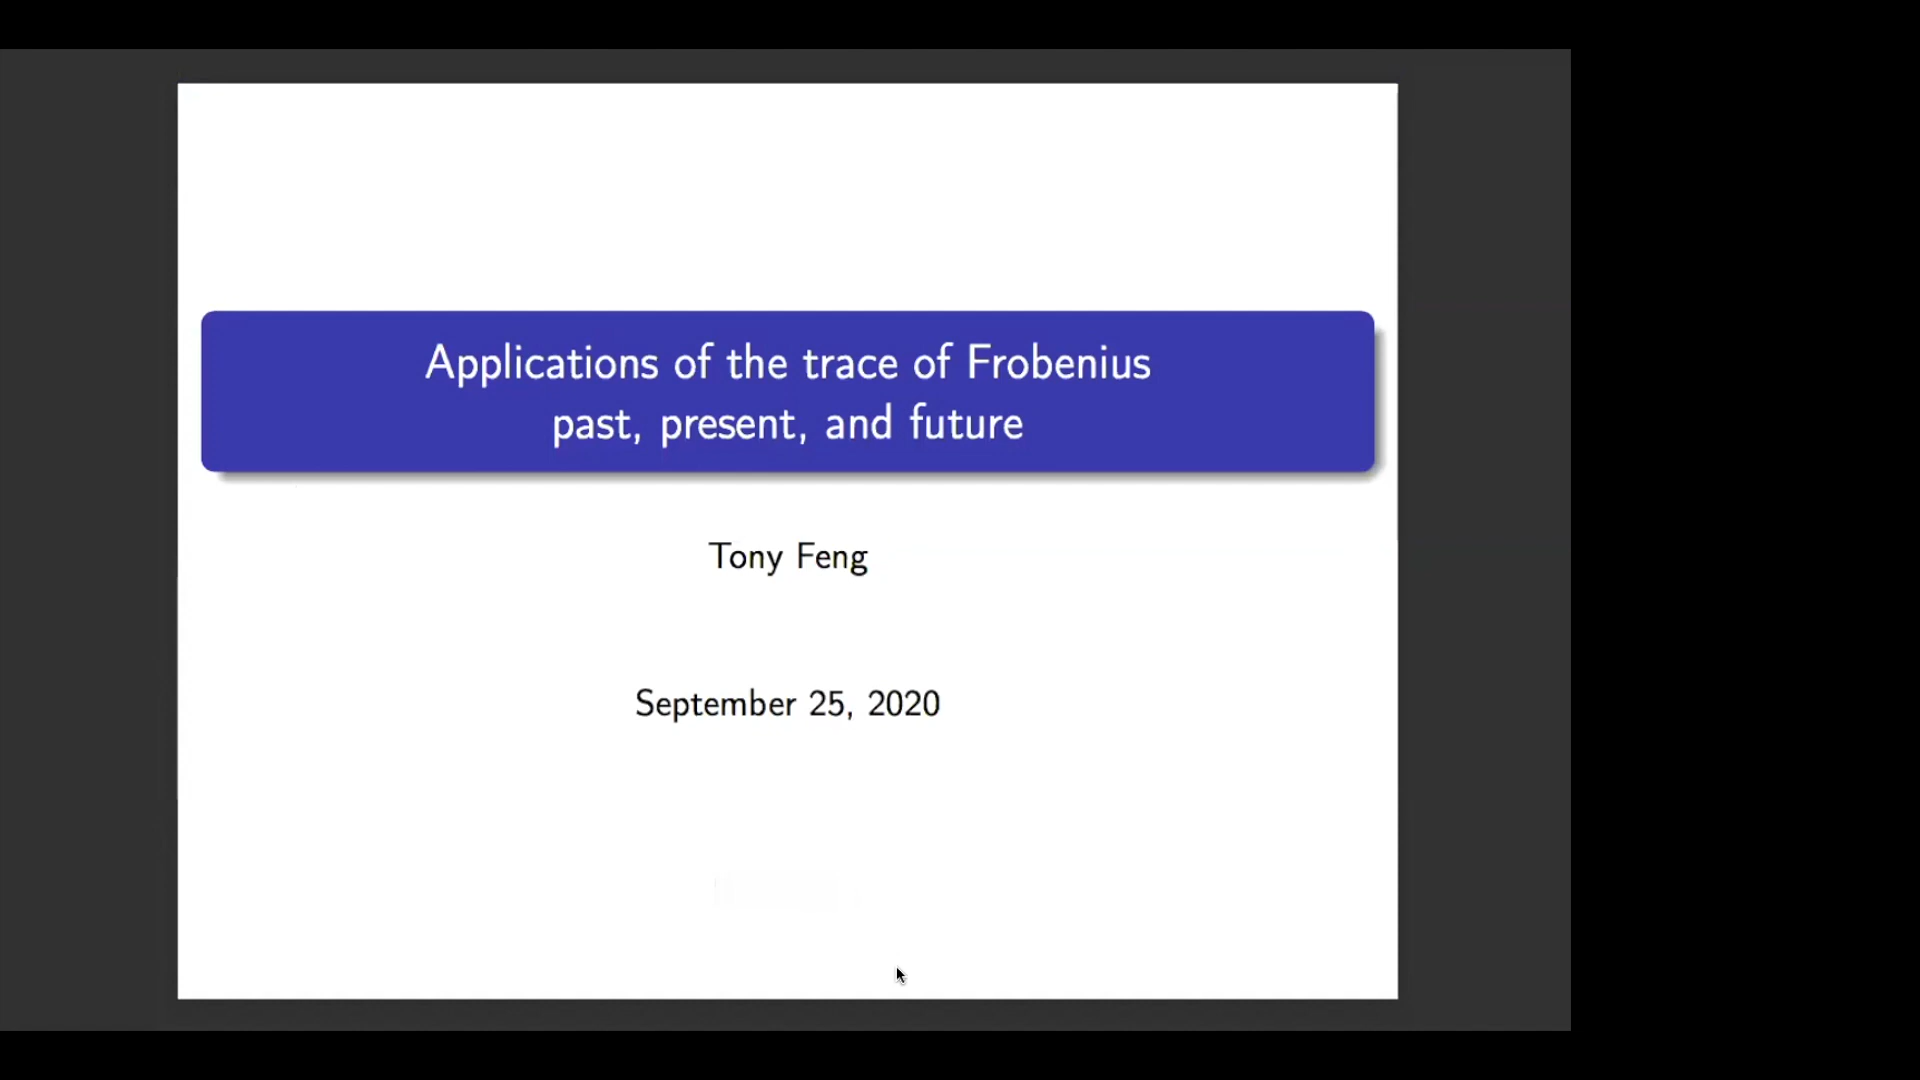 Applications of the trace of Frobenius
past, present, and future
Tony Feng
September 25, 2020